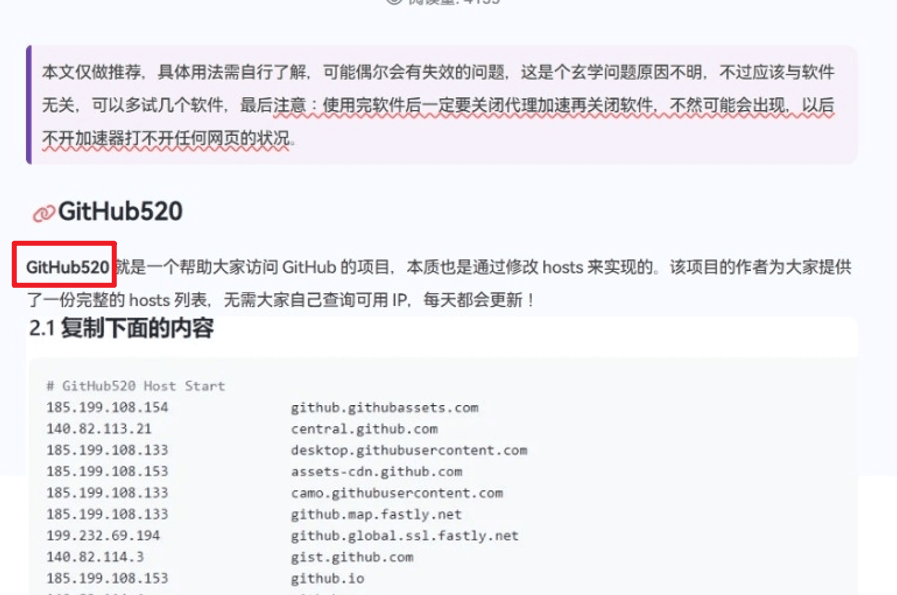 本文仅做推荐，具体用法需自行了解，可能偶尔会有失效的问题，这是个玄学问题原因不明，不过应该与软件
无关，可以多试几个软件，最后注意：使用完软件后一定要关闭代理加速再关闭软件，不然可能会出现，以后
不开加速器打不开任何网页的状况。
GitHub520
GitHub520 就是一个帮助大家访问 GitHub 的项目，本质也是通过修改 hosts 来实现的。该项目的作者为大家提供
了一份完整的 hosts 列表，无需大家自己查询可用 IP，每天都会更新！
2.1 复制下面的内容
# GitHub520 Host Start
185.199.108.154 github.githubassets.com
140.82.113.21 central.github.com
185.199.108.133 desktop.githubusercontent.com
185.199.108.153 assets-cdn.github.com
185.199.108.133 camo.githubusercontent.com
185.199.108.133 github.map.fastly.net
199.232.69.194 github.global.ssl.fastly.net
140.82.114.3 gist.github.com
185.199.108.153 github.io